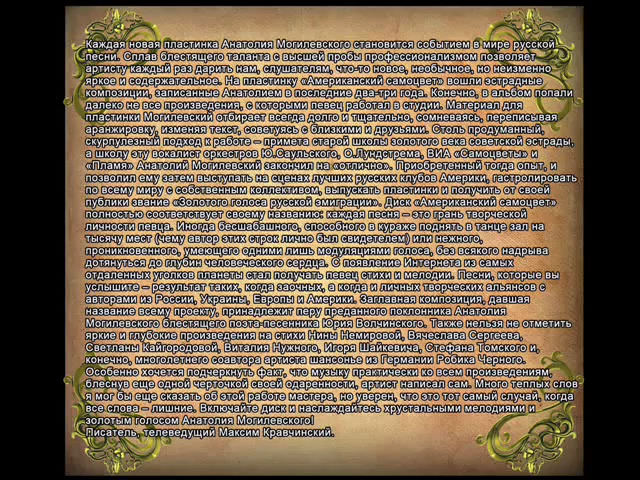 Каждая новая пластинка Анатолия Могилевского становится событием в мире русской
песни. Сплав блестящего таланта с высшей пробы профессионализмом позволяет
артисту каждый раз дарить нам, слушателям, что-то новое, необычное, но неизменно
яркое и содержательное. На пластинку «Американский самоцвет» вошли эстрадные
композиции, записанные Анатолием в последние два-три года. Конечно, в альбом попали
далеко не все произведения, с которыми певец работал в студии. Материал для
пластинки Могилевский отбирает всегда долго и тщательно, сомневаясь, переписывая
аранжировку, изменяя текст, советуясь с близкими и друзьями. Столь продуманный,
скурпулезный подход к работе – примета старой школы золотого века советской эстрады,
а школу эту вокалист оркестров Ю.Саульского, О.Лундстрема, ВИА «Самоцветы» и
«Пламя» Анатолий Могилевский закончил на «отлично». Приобретенный тогда опыт, и
позволил ему затем выступать на сценах лучших русских клубов Америки, гастролировать
по всему миру с собственным коллективом, выпускать пластинки и получить от своей
публики звание «Золотого голоса русской эмиграции». Диск «Американский самоцвет»
полностью соответствует своему названию: каждая песня – это грань творческой
личности певца. Иногда бесшабашного, способного в кураже поднять в танце зал на
тысячу мест (чему автор этих строк лично был свидетелем) или нежного,
проникновенного, умеющего одними лишь модуляциями голоса, без всякого надрыва
дотянуться до глубин человеческого сердца. С появление Интернета из самых
отдаленных уголков планеты стал получать певец стихи и мелодии. Песни, которые вы
услышите – результат таких, когда заочных, а когда и личных творческих альянсов с
авторами из России, Украины, Европы и Америки. Заглавная композиция, давшая
название всему проекту, принадлежит перу преданного поклонника Анатолия
Могилевского блестящего поэта-песенника Юрия Волчинского. Также нельзя не отметить
яркие и глубокие произведения на стихи Нины Немировой, Вячеслава Сергеева,
Светланы Кайгородовой, Виталия Нужного, Игоря Шайкевича, Стефана Томского и,
конечно, многолетнего соавтора артиста шансонье из Германии Робика Черного.
Особенно хочется подчеркнуть факт, что музыку практически ко всем произведениям,
блеснув еще одной черточкой своей одаренности, артист написал сам. Много теплых слов
я мог бы еще сказать об этой работе мастера, но уверен, что это тот самый случай, когда
все слова – лишние. Включайте диск и наслаждайтесь хрустальными мелодиями и
золотым голосом Анатолия Могилевского!
Писатель, телеведущий Максим Кравчинский.